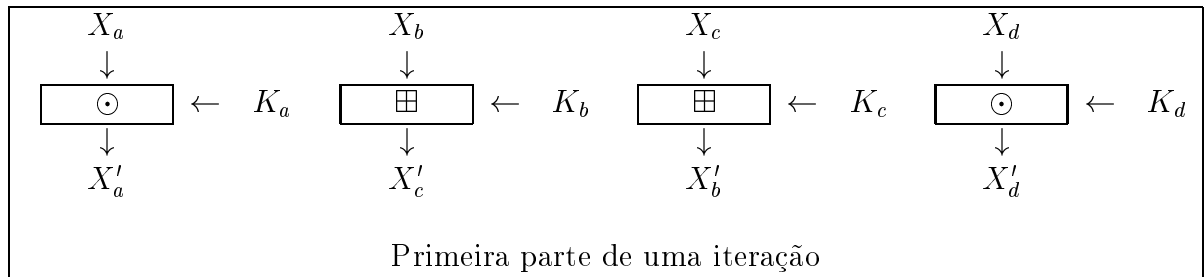 X_a X_b X_c X_d
↓ ↓ ↓ ↓
⊙ ← K_a ⊞ ← K_b ⊞ ← K_c ⊙ ← K_d
↓ ↓ ↓ ↓
X'_a X'_c X'_b X'_d
Primeira parte de uma iteração